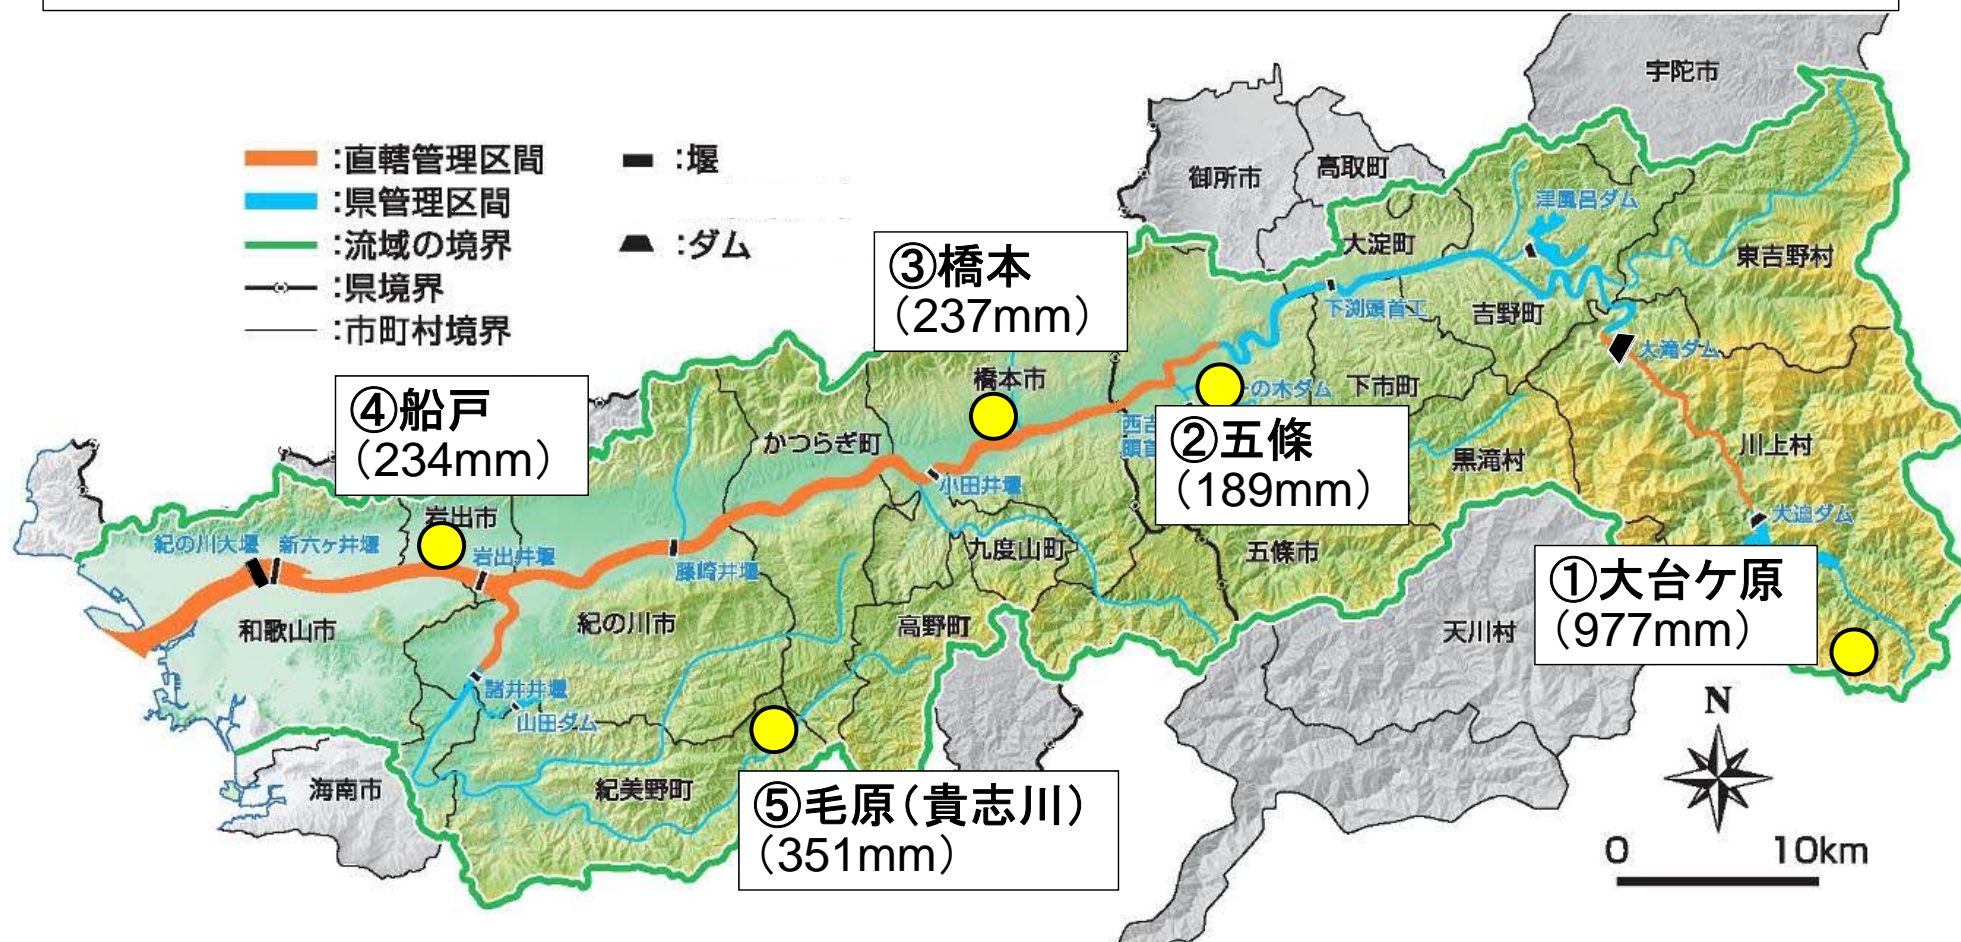 :直轄管理区間
:県管理区間
:流域の境界
:県境界
:市町村境界
:堰
:ダム
宇陀市
御所市
高取町
津風呂ダム
大淀町
東吉野村
③橋本
（237mm）
下渕頭首工
吉野町
大滝ダム
橋本市
一の木ダム
下市町
④船戸
（234mm）
かつらぎ町
西吉
頭首
②五條
（189mm）
黒滝村
川上村
小田井堰
大迫ダム
岩出市
紀の川大堰
新六ヶ井堰
岩出井堰
藤崎井堰
九度山町
五條市
①大台ケ原
（977mm）
和歌山市
紀の川市
高野町
天川村
諸井井堰
山田ダム
N
海南市
紀美野町
⑤毛原（貴志川）
（351mm）
0
10km